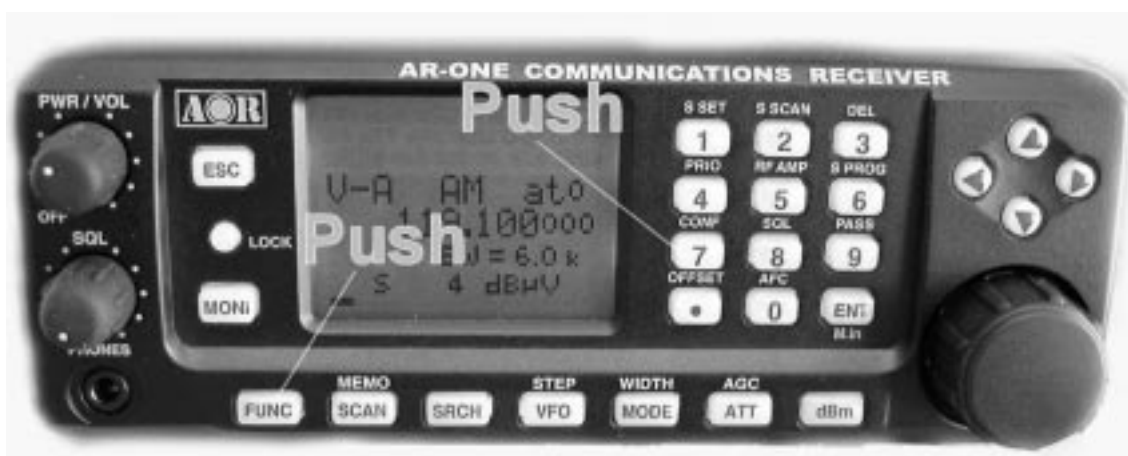 AR-ONE COMMUNICATIONS RECEIVER
PWR / VOL
AOR
Push
S SET S SCAN DEL
1 2 3
ESC
PRIO RF AMP S PROG
V-A AM ato
4 5 6
OFF
CONF SQL PASS
SQL
LOCK
Push
7 8 9
BW = 6.0 k
OFFSET AFC
S 4 dBµV
MONi
• 0 ENT
M.in
PHONES
MEMO STEP WIDTH AGC
FUNC SCAN SRCH VFO MODE ATT dBm